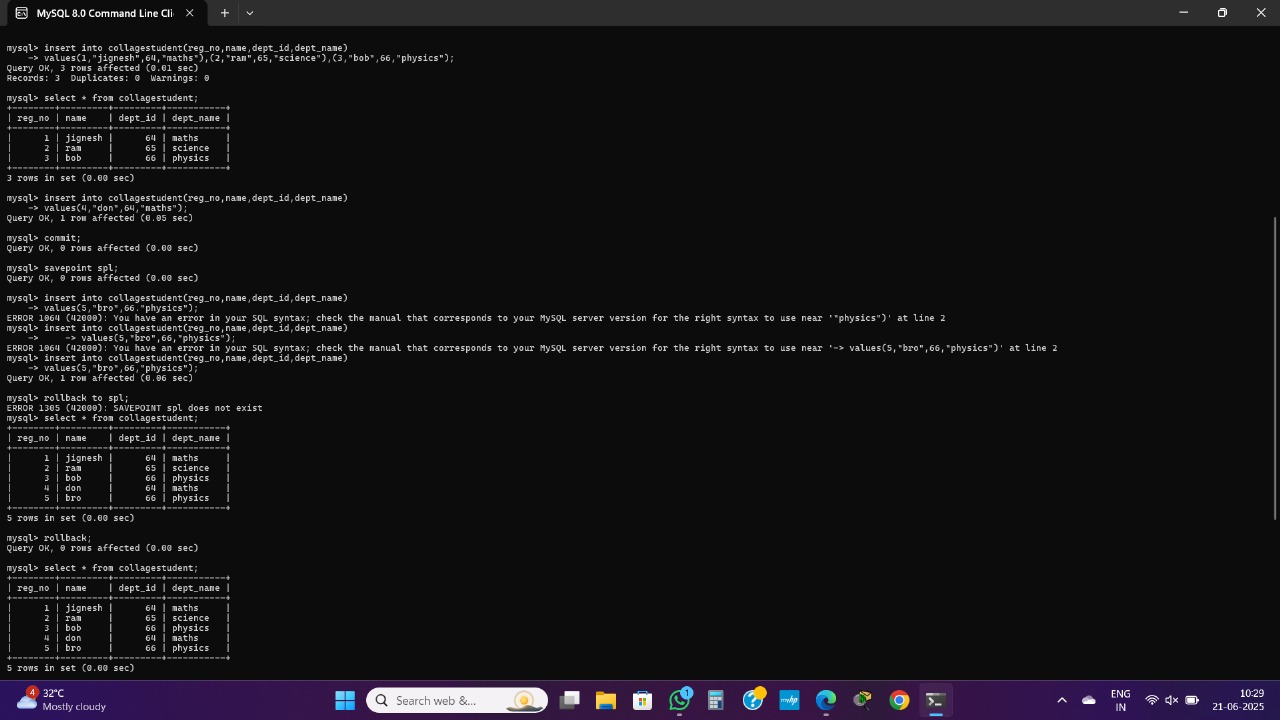 MySQL 8.0 Command Line Cli
mysql> insert into collagestudent(reg_no,name,dept_id,dept_name)
    -> values(1,"jignesh",64,"maths"),(2,"ram",65,"science"),(3,"bob",66,"physics");
Query OK, 3 rows affected (0.01 sec)
Records: 3  Duplicates: 0  Warnings: 0
mysql> select * from collagestudent;
+--------+---------+---------+-----------+
| reg_no | name    | dept_id | dept_name |
+--------+---------+---------+-----------+
|      1 | jignesh |      64 | maths     |
|      2 | ram     |      65 | science   |
|      3 | bob     |      66 | physics   |
+--------+---------+---------+-----------+
3 rows in set (0.00 sec)
mysql> insert into collagestudent(reg_no,name,dept_id,dept_name)
    -> values(4,"don",64,"maths");
Query OK, 1 row affected (0.05 sec)
mysql> commit;
Query OK, 0 rows affected (0.00 sec)
mysql> savepoint spl;
Query OK, 0 rows affected (0.00 sec)
mysql> insert into collagestudent(reg_no,name,dept_id,dept_name)
    -> values(5,"bro",66."physics");
ERROR 1064 (42000): You have an error in your SQL syntax; check the manual that corresponds to your MySQL server version for the right syntax to use near '"physics")' at line 2
mysql> insert into collagestudent(reg_no,name,dept_id,dept_name)
    ->     -> values(5,"bro",66,"physics");
ERROR 1064 (42000): You have an error in your SQL syntax; check the manual that corresponds to your MySQL server version for the right syntax to use near '-> values(5,"bro",66,"physics")' at line 2
mysql> insert into collagestudent(reg_no,name,dept_id,dept_name)
    -> values(5,"bro",66,"physics");
Query OK, 1 row affected (0.06 sec)
mysql> rollback to spl;
ERROR 1305 (42000): SAVEPOINT spl does not exist
mysql> select * from collagestudent;
+--------+---------+---------+-----------+
| reg_no | name    | dept_id | dept_name |
+--------+---------+---------+-----------+
|      1 | jignesh |      64 | maths     |
|      2 | ram     |      65 | science   |
|      3 | bob     |      66 | physics   |
|      4 | don     |      64 | maths     |
|      5 | bro     |      66 | physics   |
+--------+---------+---------+-----------+
5 rows in set (0.00 sec)
mysql> rollback;
Query OK, 0 rows affected (0.00 sec)
mysql> select * from collagestudent;
+--------+---------+---------+-----------+
| reg_no | name    | dept_id | dept_name |
+--------+---------+---------+-----------+
|      1 | jignesh |      64 | maths     |
|      2 | ram     |      65 | science   |
|      3 | bob     |      66 | physics   |
|      4 | don     |      64 | maths     |
|      5 | bro     |      66 | physics   |
+--------+---------+---------+-----------+
5 rows in set (0.00 sec)
4
32°C
Mostly cloudy
Search web &...
1
myhp
ENG
IN
10:29
21-06-2025